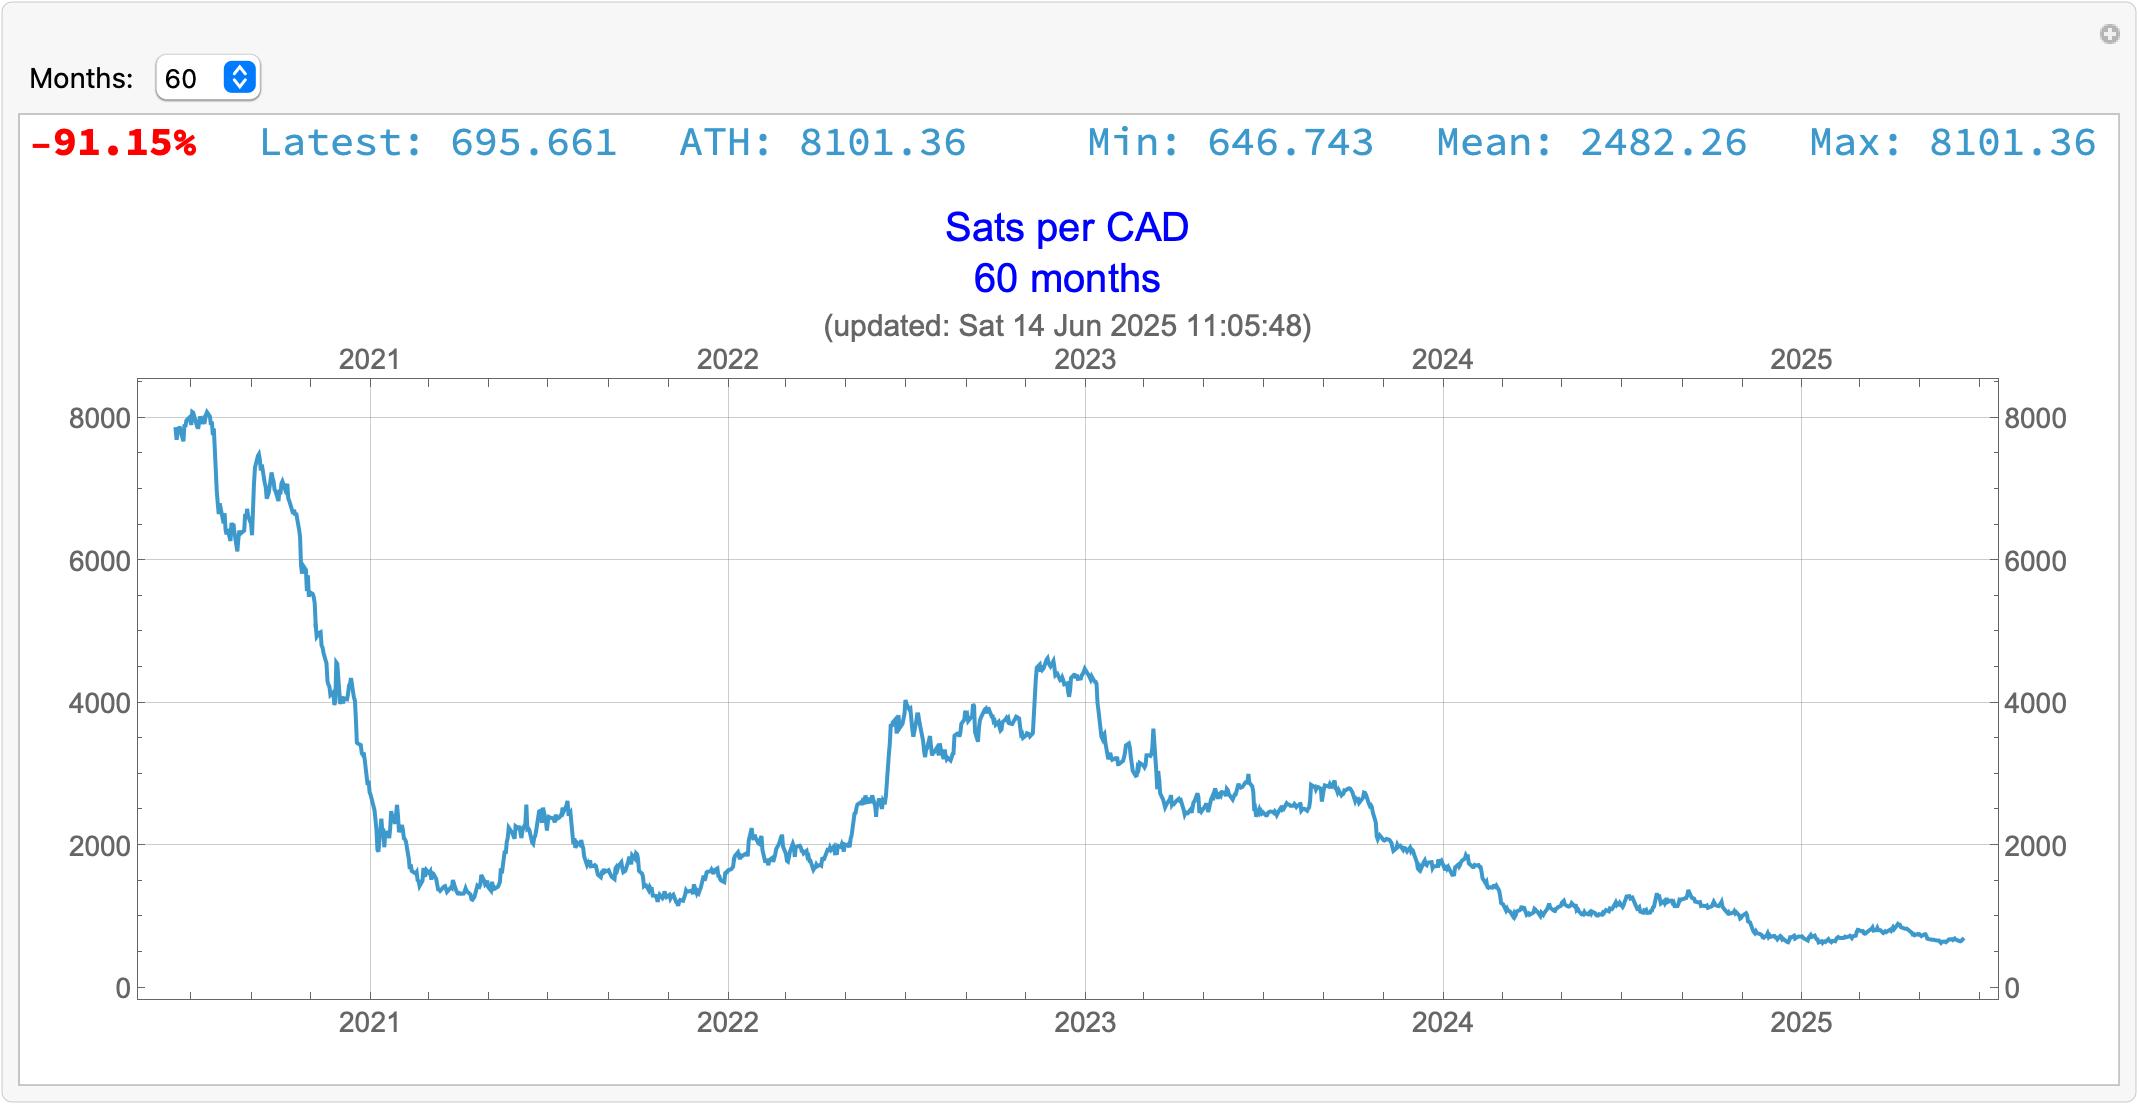 Months: 60
-91.15% Latest: 695.661 ATH: 8101.36 Min: 646.743 Mean: 2482.26 Max: 8101.36
Sats per CAD
60 months
(updated: Sat 14 Jun 2025 11:05:48)
2021 2022 2023 2024 2025
8000 8000
6000 6000
4000 4000
2000 2000
0 0
2021 2022 2023 2024 2025